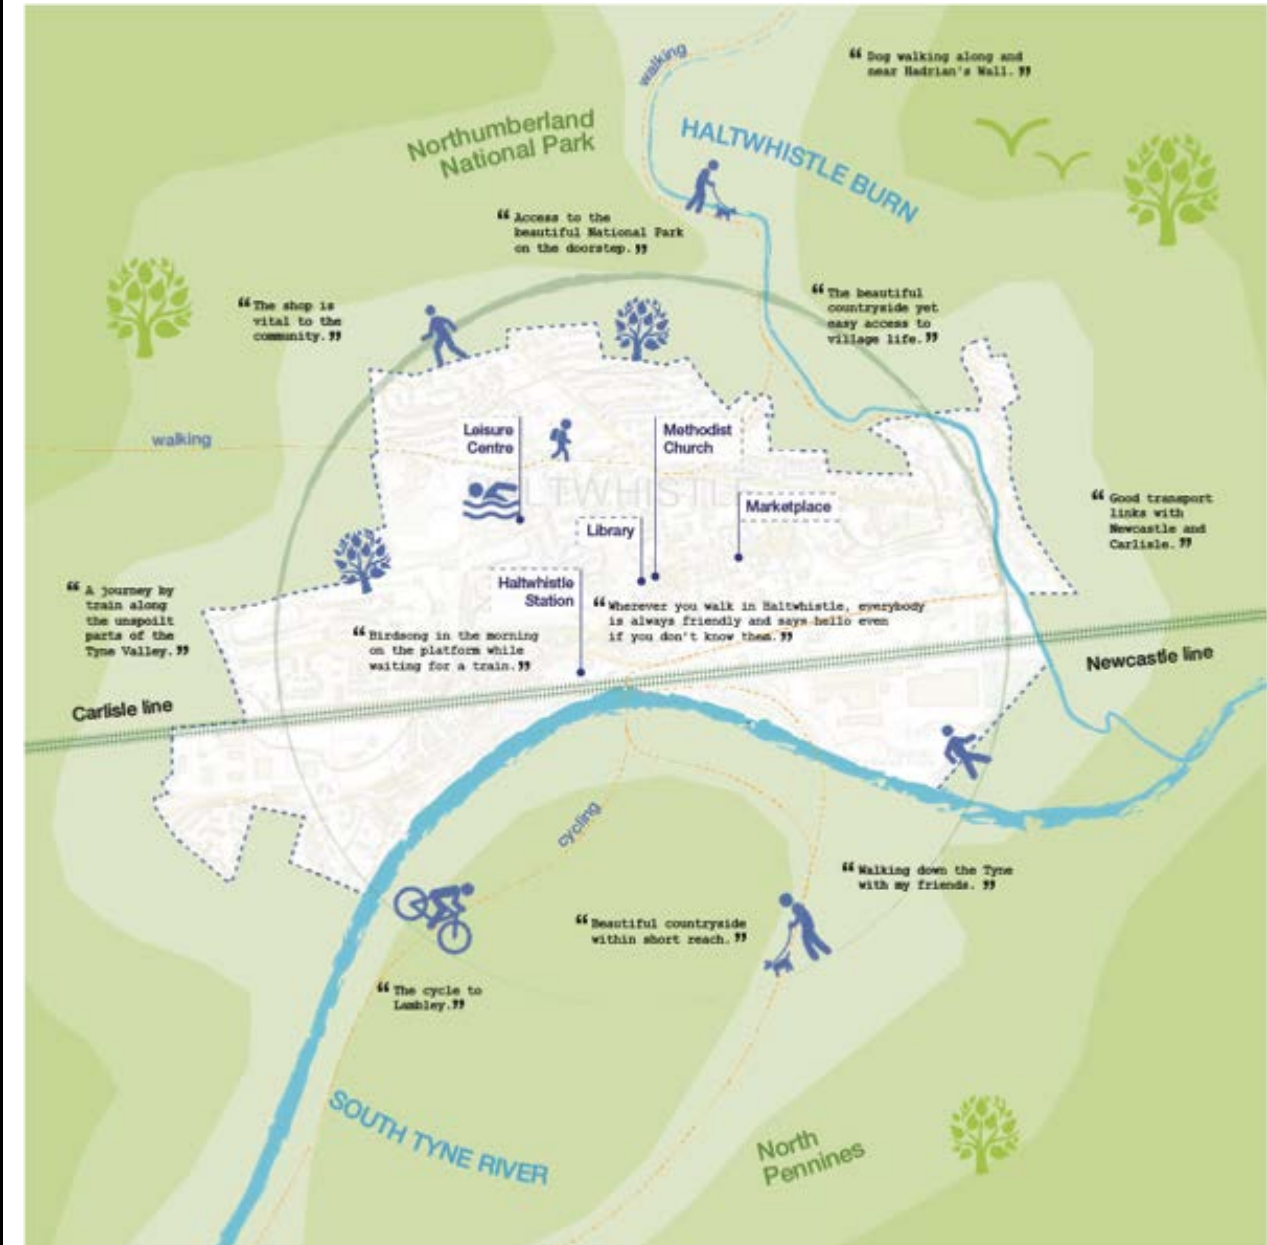 walking
“ Dog walking along and
near Hadrian's Wall. ”
Northumberland
National Park
HALTWHISTLE BURN
“ Access to the
beautiful National Park
on the doorstep. ”
“ The shop is
vital to the
community. ”
“ The beautiful
countryside yet
easy access to
village life. ”
walking
Leisure
Centre
Methodist
Church
HALTWHISTLE
Marketplace
Library
“ Good transport
links with
Newcastle and
Carlisle. ”
Haltwhistle
Station
“ A journey by
train along
the unspoilt
parts of the
Tyne Valley. ”
“ Wherever you walk in Haltwhistle, everybody
is always friendly and says hello even
if you don't know them. ”
“ Birdsong in the morning
on the platform while
waiting for a train. ”
Newcastle line
Carlisle line
cycling
“ Walking down the Tyne
with my friends. ”
“ Beautiful countryside
within short reach. ”
“ The cycle to
Lambley. ”
SOUTH TYNE RIVER
North
Pennines